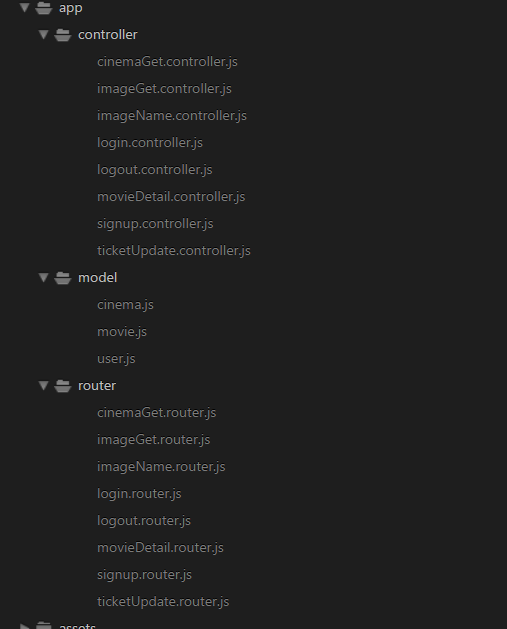 app
controller
cinemaGet.controller.js
imageGet.controller.js
imageName.controller.js
login.controller.js
logout.controller.js
movieDetail.controller.js
signup.controller.js
ticketUpdate.controller.js
model
cinema.js
movie.js
user.js
router
cinemaGet.router.js
imageGet.router.js
imageName.router.js
login.router.js
logout.router.js
movieDetail.router.js
signup.router.js
ticketUpdate.router.js
assets